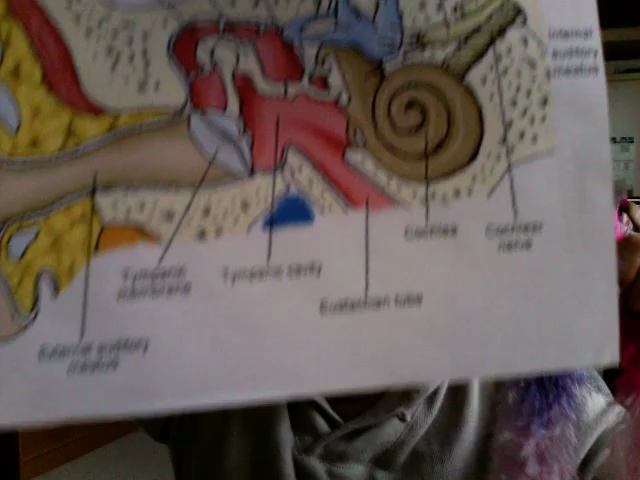 Internal
auditory
meatus
Cochlea
Cochlear
nerve
Tympanic
membrane
Tympanic cavity
Eustachian tube
External auditory
meatus